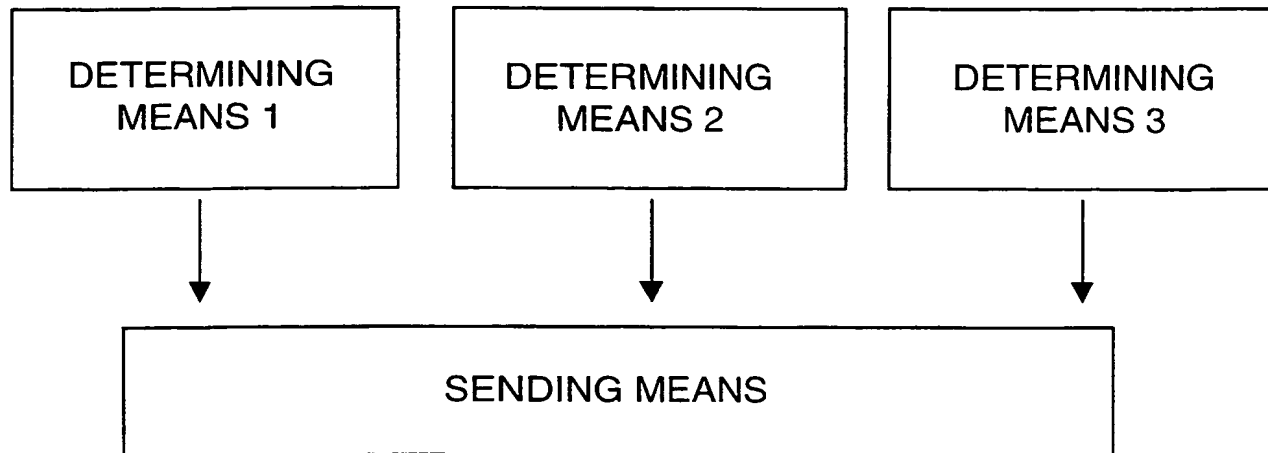 DETERMINING
MEANS 1
DETERMINING
MEANS 2
DETERMINING
MEANS 3
SENDING MEANS